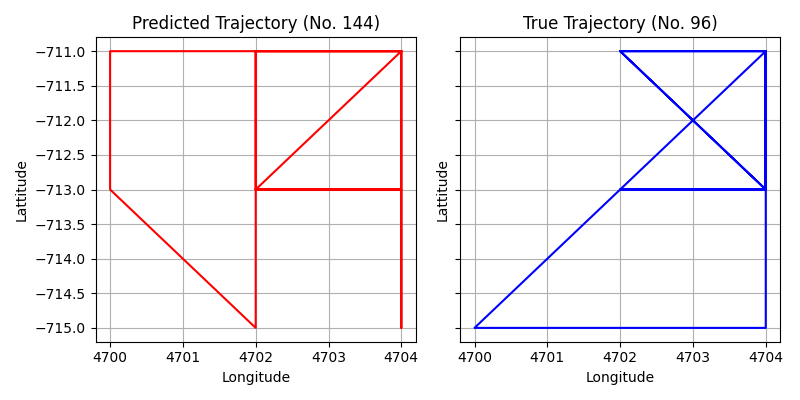 Predicted Trajectory (No. 144)
−711.0
−711.5
−712.0
−712.5
−713.0
−713.5
−714.0
−714.5
−715.0
Lattitude
4700 4701 4702 4703 4704
Longitude
True Trajectory (No. 96)
Lattitude
4700 4701 4702 4703 4704
Longitude